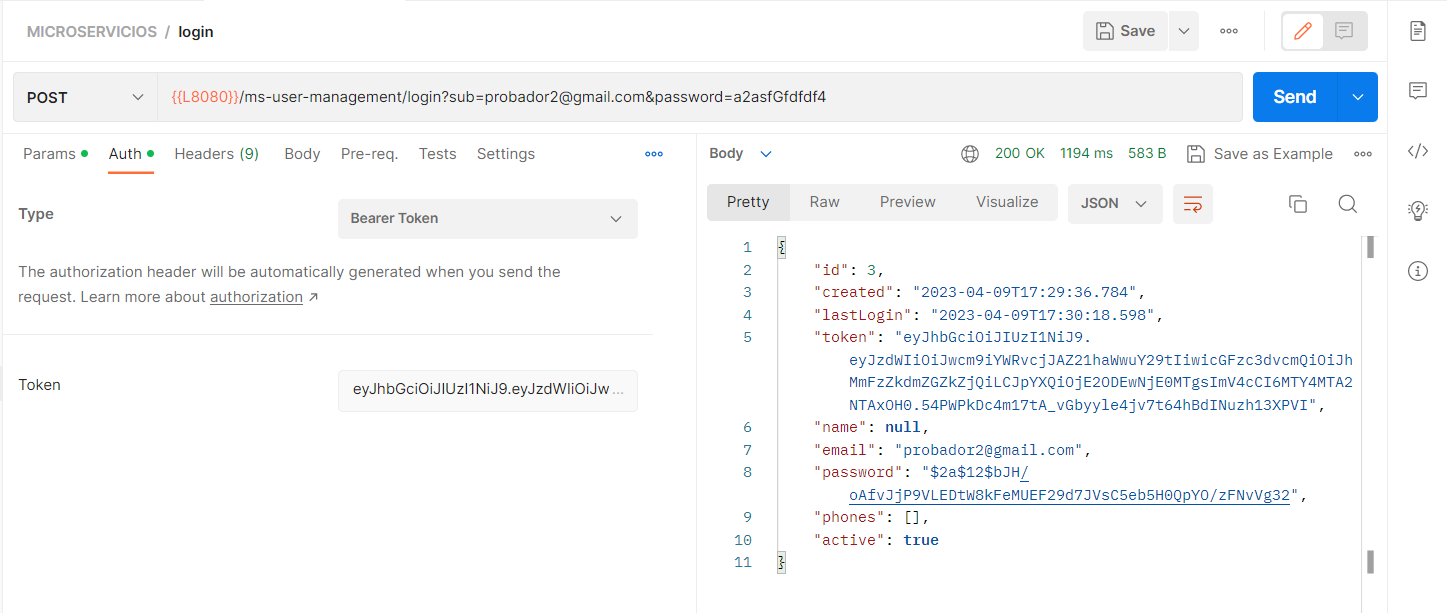 MICROSERVICIOS / login
Save
POST
{{L8080}}/ms-user-management/login?sub=probador2@gmail.com&password=a2asfGfdfdf4
Send
Params
Auth
Headers (9)
Body
Pre-req.
Tests
Settings
Type
Bearer Token
The authorization header will be automatically generated when you send the
request. Learn more about authorization ↗
Token
eyJhbGciOiJIUzI1NiJ9.eyJzdWIiOiJw...
Body
200 OK 1194 ms 583 B
Save as Example
Pretty
Raw
Preview
Visualize
JSON
1 {
2 "id": 3,
3 "created": "2023-04-09T17:29:36.784",
4 "lastLogin": "2023-04-09T17:30:18.598",
5 "token": "eyJhbGciOiJIUzI1NiJ9.
eyJzdWIiOiJwcm9iYWRvcjJAZ21haWwuY29tIiwicGFzc3dvcmQiOiJh
MmFzZkdmZGZkZjQiLCJpYXQiOjE2ODEwNjE0MTgsImV4cCI6MTY4MTA2
NTAxOH0.54PWPkDc4m17tA_vGbyyle4jv7t64hBdINuzh13XPVI",
6 "name": null,
7 "email": "probador2@gmail.com",
8 "password": "$2a$12$bJH/
oAfvJjP9VLEDtW8kFeMUEF29d7JVsC5eb5H0QpYO/zFNvVg32",
9 "phones": [],
10 "active": true
11 }